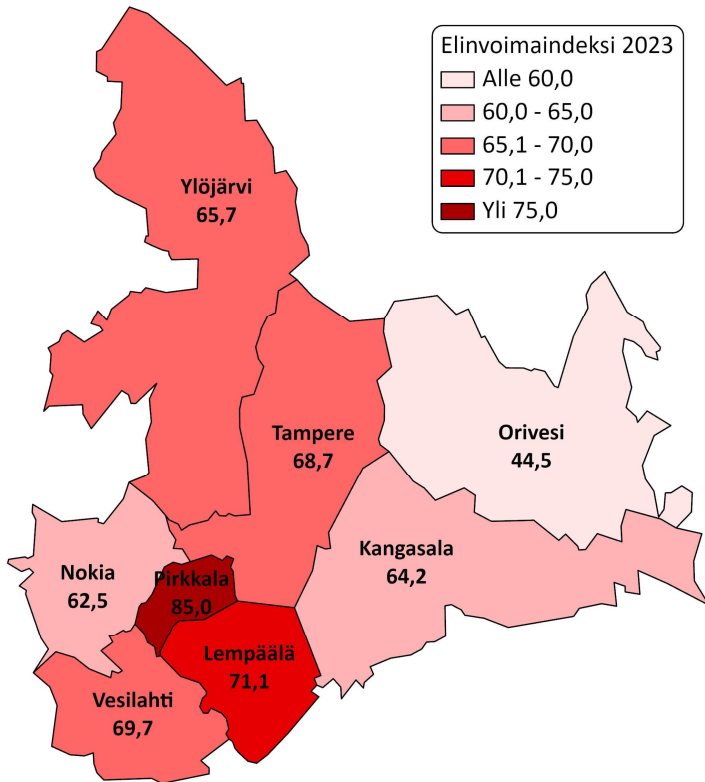 Elinvoimaindeksi 2023
Alle 60,0
60,0 - 65,0
65,1 - 70,0
70,1 - 75,0
Yli 75,0
Ylöjärvi
65,7
Tampere
68,7
Orivesi
44,5
Kangasala
64,2
Nokia
62,5
Pirkkala
85,0
Lempäälä
71,1
Vesilahti
69,7